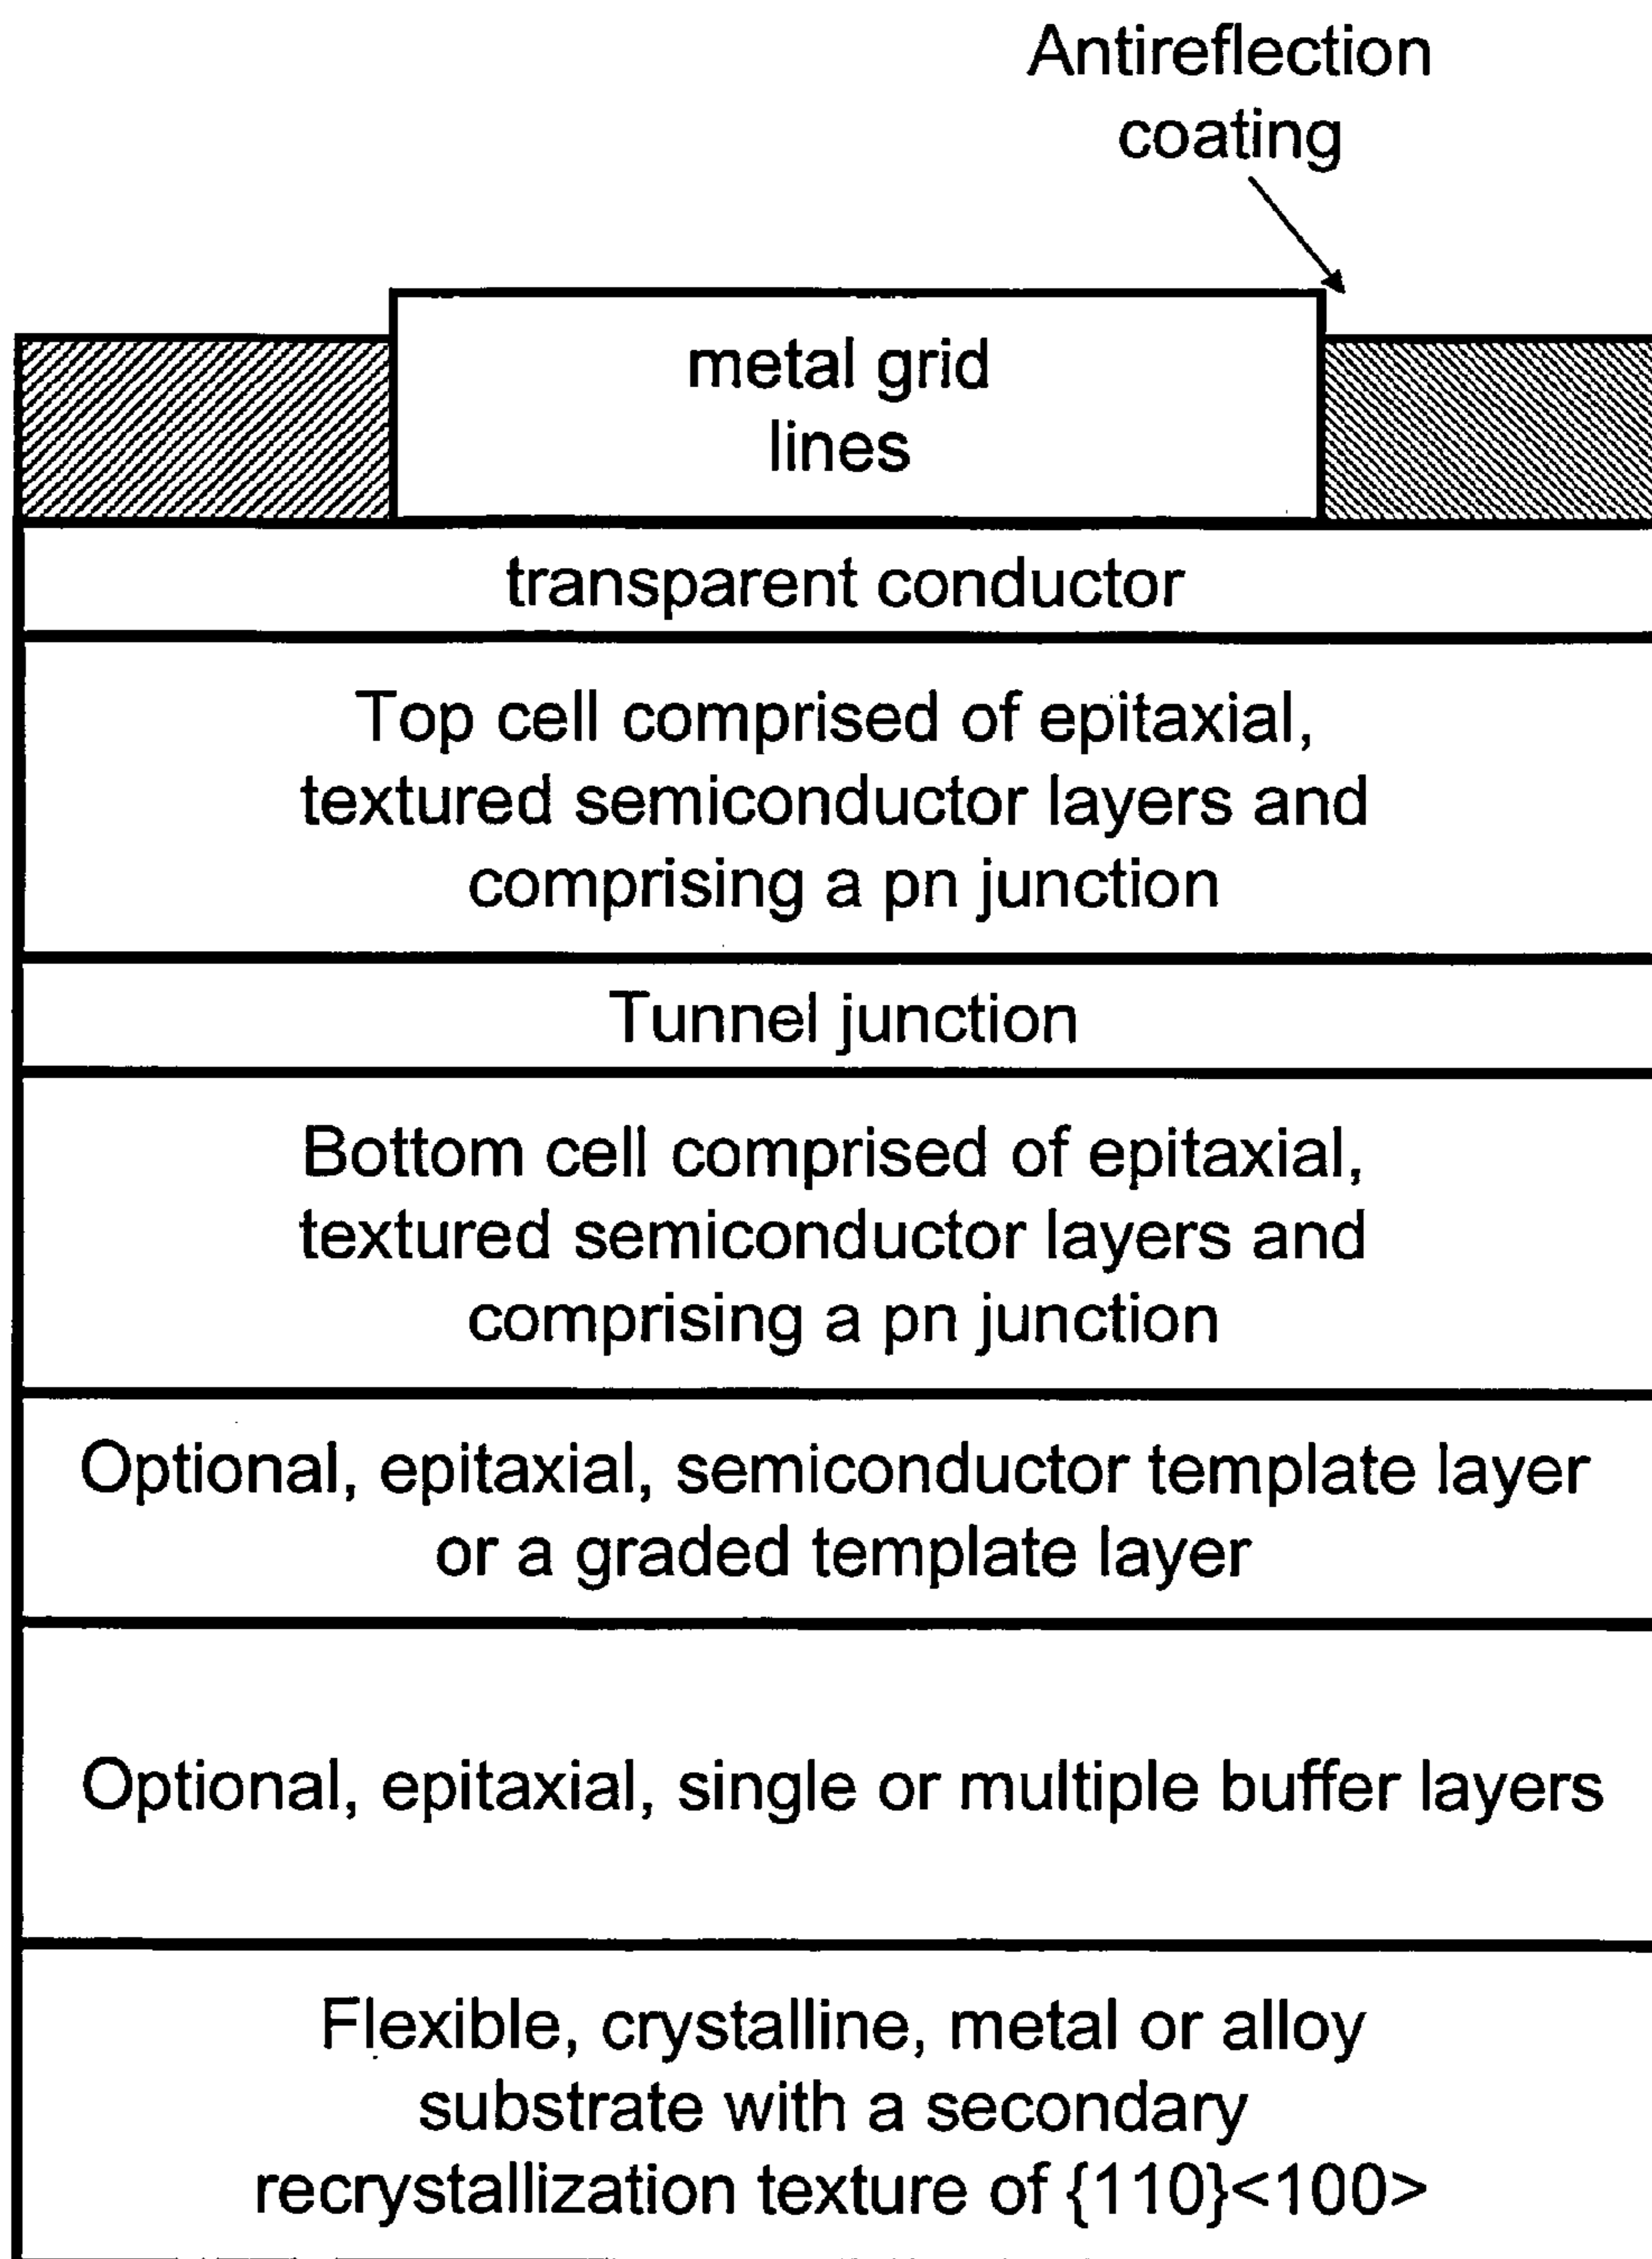 Antireflection
coating
metal grid
lines
transparent conductor
Top cell comprised of epitaxial,
textured semiconductor layers and
comprising a pn junction
Tunnel junction
Bottom cell comprised of epitaxial,
textured semiconductor layers and
comprising a pn junction
Optional, epitaxial, semiconductor template layer
or a graded template layer
Optional, epitaxial, single or multiple buffer layers
Flexible, crystalline, metal or alloy
substrate with a secondary
recrystallization texture of {110}<100>